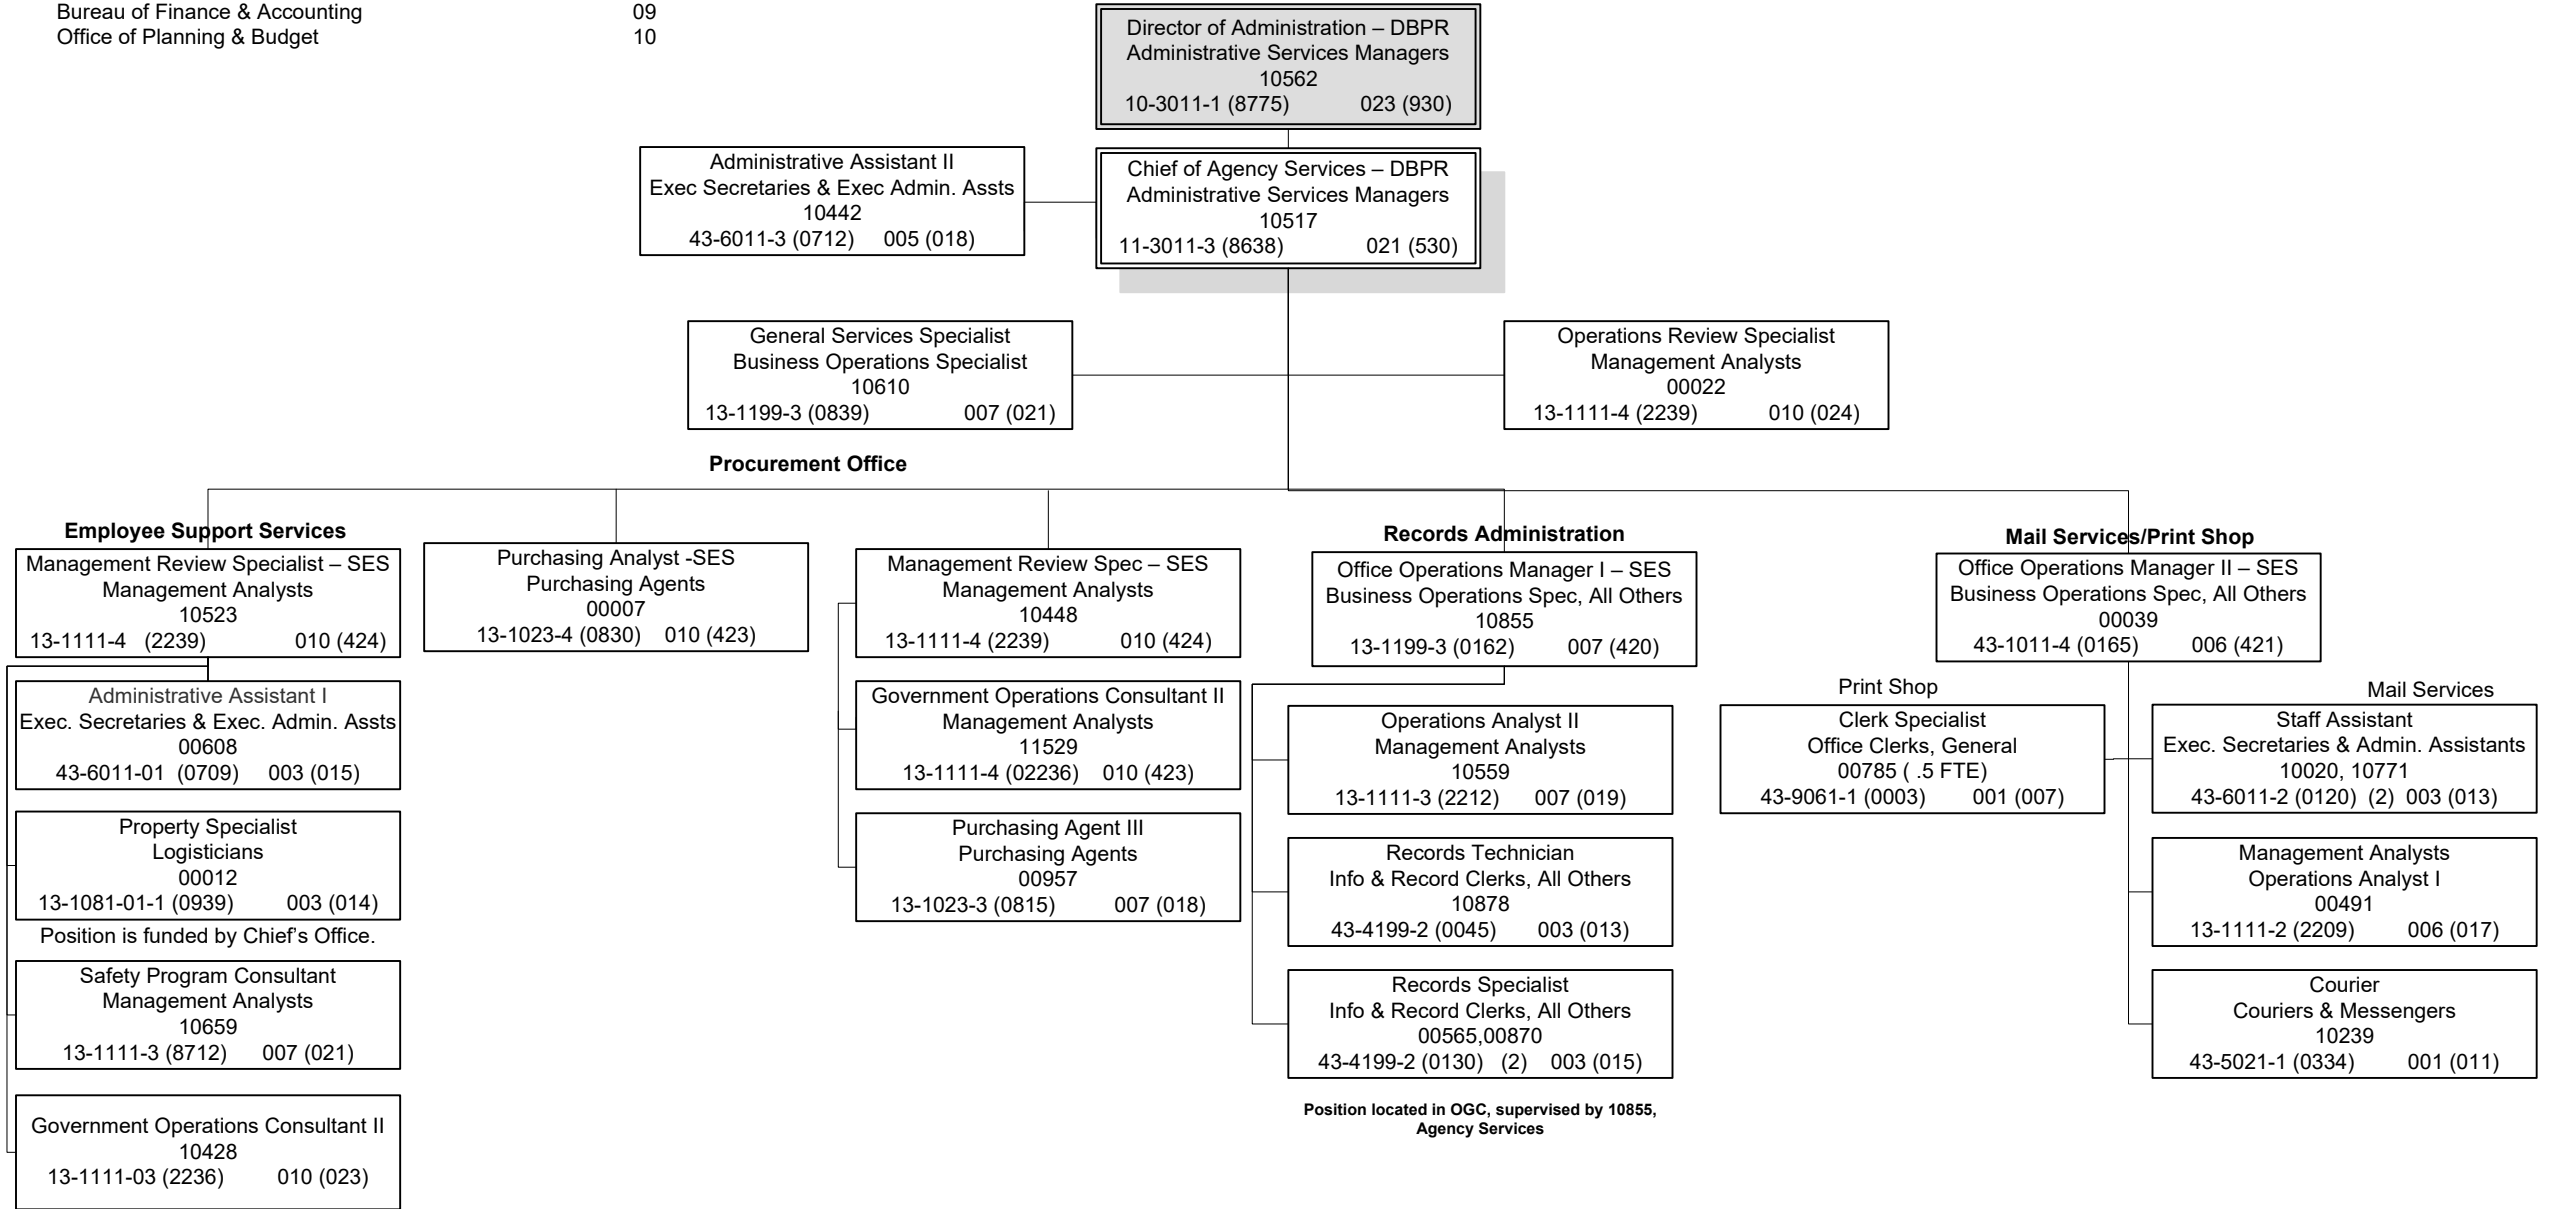 Bureau of Finance & Accounting 09
Office of Planning & Budget 10
Director of Administration – DBPR
Administrative Services Managers
10562
10-3011-1 (8775) 023 (930)
Administrative Assistant II
Exec Secretaries & Exec Admin. Assts
10442
43-6011-3 (0712) 005 (018)
Chief of Agency Services – DBPR
Administrative Services Managers
10517
11-3011-3 (8638) 021 (530)
General Services Specialist
Business Operations Specialist
10610
13-1199-3 (0839) 007 (021)
Operations Review Specialist
Management Analysts
00022
13-1111-4 (2239) 010 (024)
Procurement Office
Employee Support Services
Management Review Specialist – SES
Management Analysts
10523
13-1111-4 (2239) 010 (424)
Administrative Assistant I
Exec. Secretaries & Exec. Admin. Assts
00608
43-6011-01 (0709) 003 (015)
Property Specialist
Logisticians
00012
13-1081-01-1 (0939) 003 (014)
Position is funded by Chief’s Office.
Safety Program Consultant
Management Analysts
10659
13-1111-3 (8712) 007 (021)
Government Operations Consultant II
10428
13-1111-03 (2236) 010 (023)
Purchasing Analyst -SES
Purchasing Agents
00007
13-1023-4 (0830) 010 (423)
Management Review Spec – SES
Management Analysts
10448
13-1111-4 (2239) 010 (424)
Government Operations Consultant II
Management Analysts
11529
13-1111-4 (02236) 010 (423)
Purchasing Agent III
Purchasing Agents
00957
13-1023-3 (0815) 007 (018)
Records Administration
Office Operations Manager I – SES
Business Operations Spec, All Others
10855
13-1199-3 (0162) 007 (420)
Operations Analyst II
Management Analysts
10559
13-1111-3 (2212) 007 (019)
Records Technician
Info & Record Clerks, All Others
10878
43-4199-2 (0045) 003 (013)
Records Specialist
Info & Record Clerks, All Others
00565,00870
43-4199-2 (0130) (2) 003 (015)
Position located in OGC, supervised by 10855,
Agency Services
Mail Services/Print Shop
Office Operations Manager II – SES
Business Operations Spec, All Others
00039
43-1011-4 (0165) 006 (421)
Print Shop
Clerk Specialist
Office Clerks, General
00785 ( .5 FTE)
43-9061-1 (0003) 001 (007)
Mail Services
Staff Assistant
Exec. Secretaries & Admin. Assistants
10020, 10771
43-6011-2 (0120) (2) 003 (013)
Management Analysts
Operations Analyst I
00491
13-1111-2 (2209) 006 (017)
Courier
Couriers & Messengers
10239
43-5021-1 (0334) 001 (011)